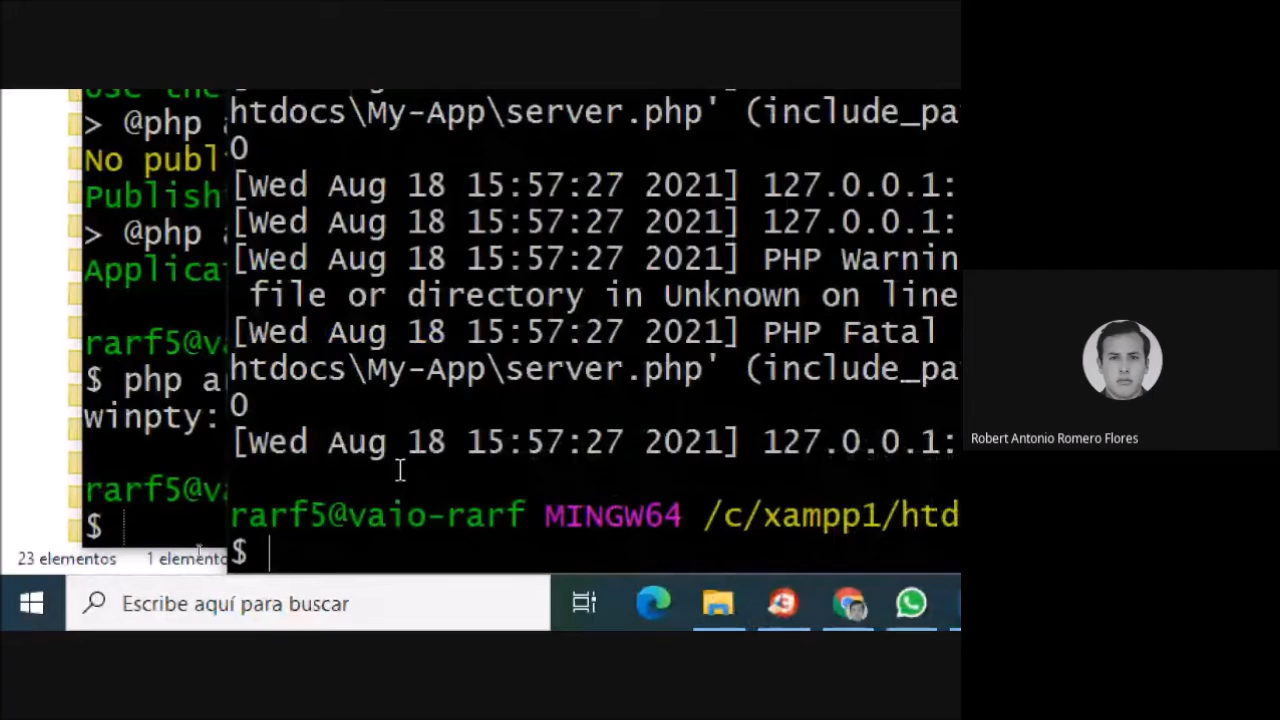 use the
> @php a
No publ
Publish
> @php a
Applica
rarf5@va
$ php a
winpty:
rarf5@va
$
htdocs\My-App\server.php' (include_pa
0
[Wed Aug 18 15:57:27 2021] 127.0.0.1:
[Wed Aug 18 15:57:27 2021] 127.0.0.1:
[Wed Aug 18 15:57:27 2021] PHP Warnin
file or directory in Unknown on line
[Wed Aug 18 15:57:27 2021] PHP Fatal
htdocs\My-App\server.php' (include_pa
0
[Wed Aug 18 15:57:27 2021] 127.0.0.1:
rarf5@vaio-rarf MINGW64 /c/xampp1/htd
$
23 elementos 1 elemento
Escribe aquí para buscar
Robert Antonio Romero Flores